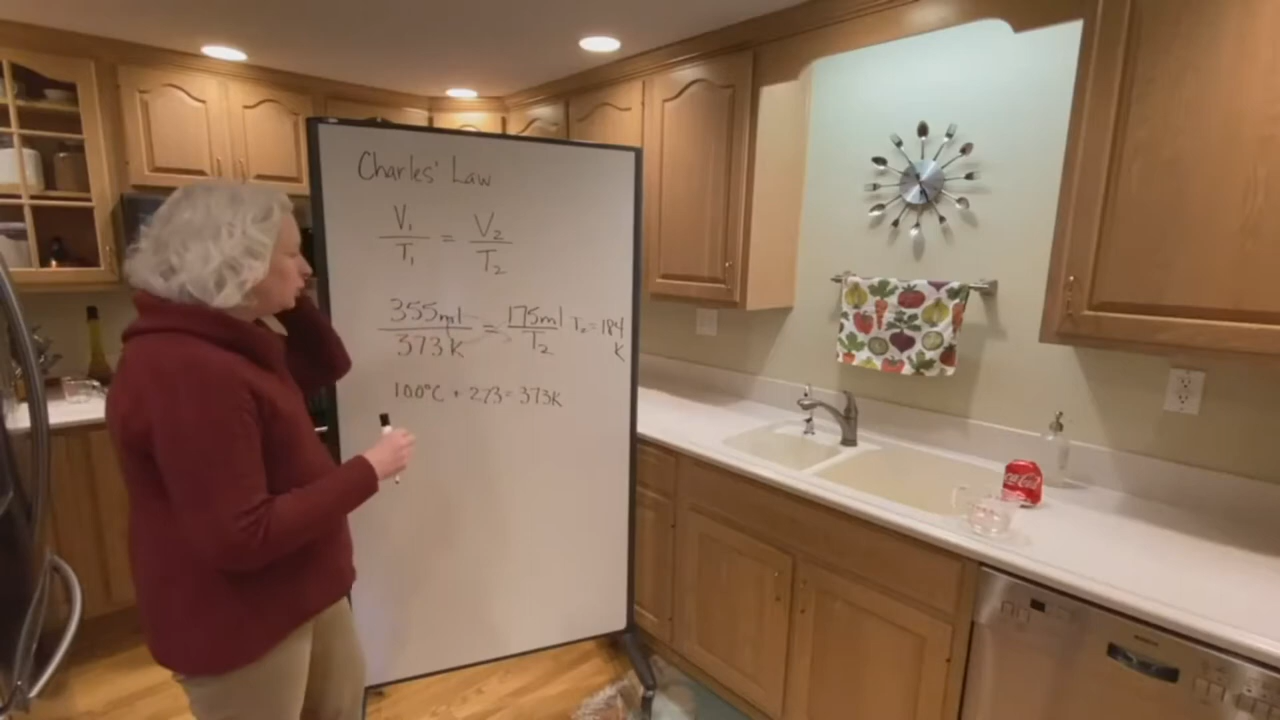 Charles' Law
V₁/T₁ = V₂/T₂
355ml/373K = 175ml/T₂ T₂=184 K
100°C + 273 = 373K
Coca-Cola